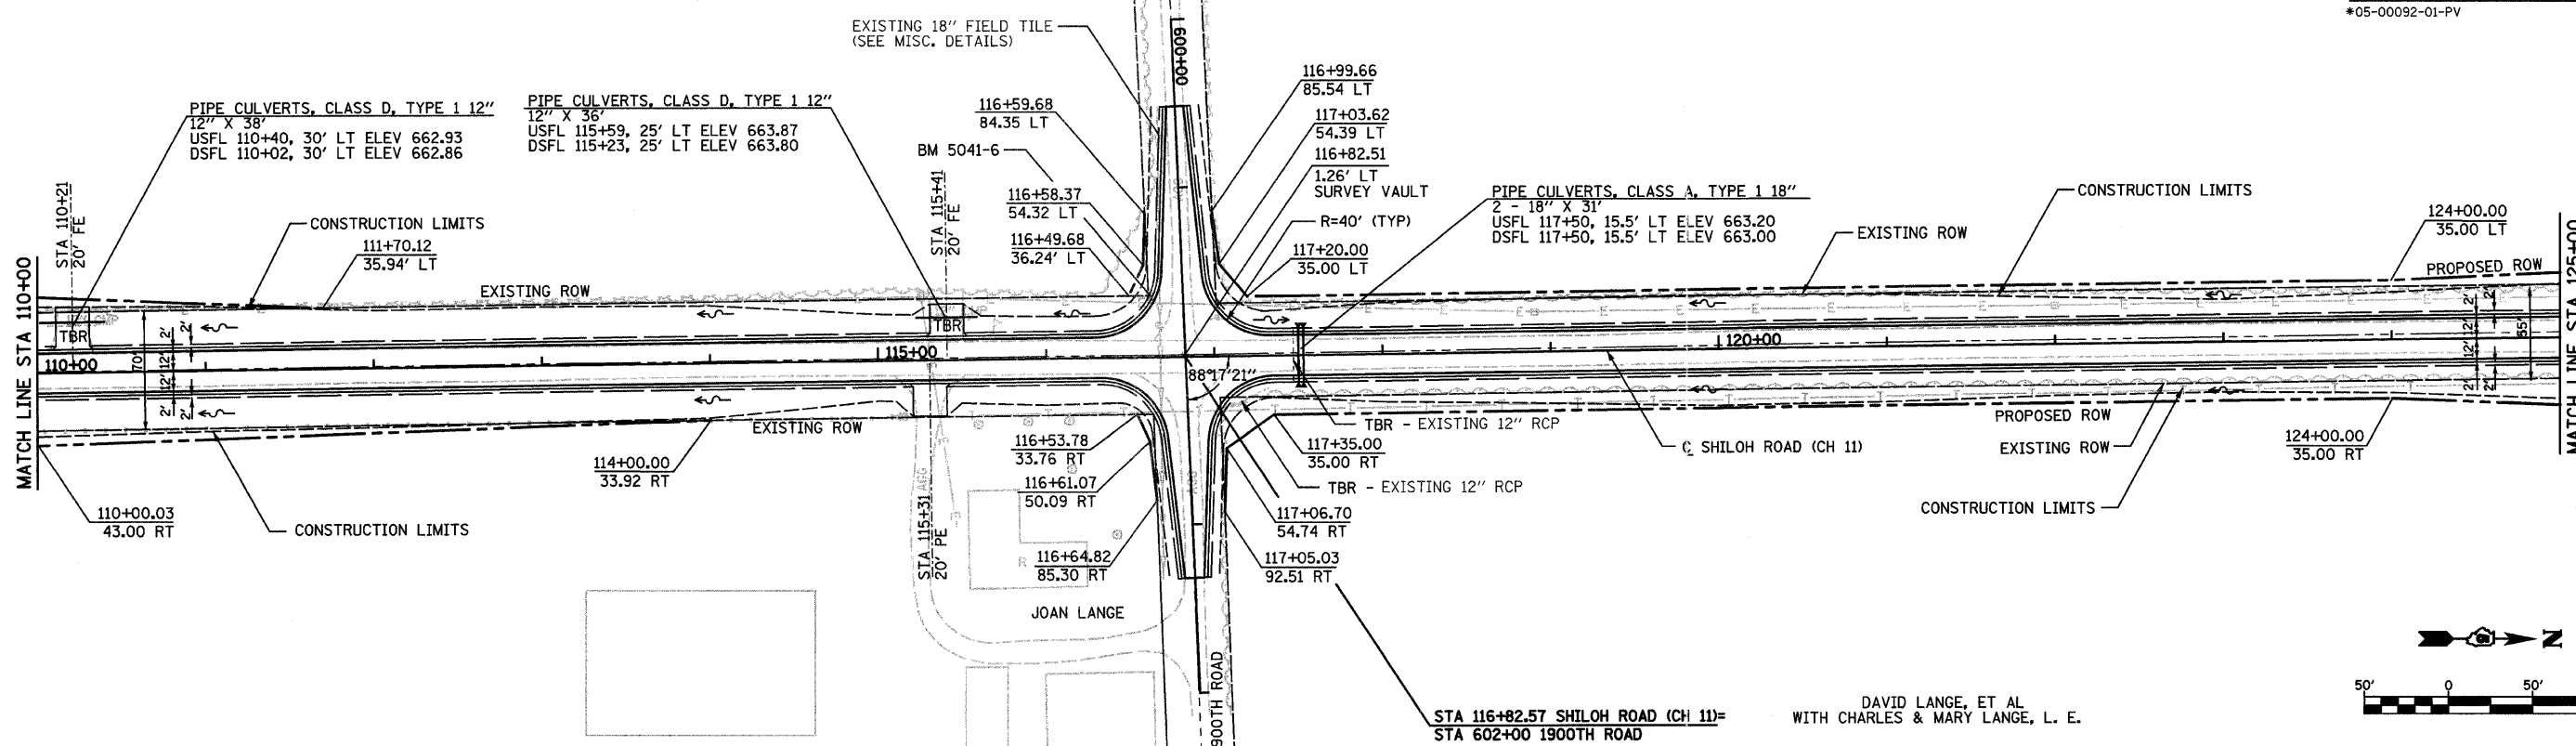 *05-00092-01-PV
EXISTING 18" FIELD TILE
(SEE MISC. DETAILS)
600+00
PIPE CULVERTS, CLASS D, TYPE 1 12"
12" X 38'
USFL 110+40, 30' LT ELEV 662.93
DSFL 110+02, 30' LT ELEV 662.86
PIPE CULVERTS, CLASS D, TYPE 1 12"
12" X 36'
USFL 115+59, 25' LT ELEV 663.87
DSFL 115+23, 25' LT ELEV 663.80
116+59.68
84.35 LT
BM 5041-6
116+58.37
54.32 LT
116+49.68
36.24' LT
116+99.66
85.54 LT
117+03.62
54.39 LT
116+82.51
1.26' LT
SURVEY VAULT
R=40' (TYP)
117+20.00
35.00 LT
PIPE CULVERTS, CLASS A, TYPE 1 18"
2 - 18" X 31'
USFL 117+50, 15.5' LT ELEV 663.20
DSFL 117+50, 15.5' LT ELEV 663.00
CONSTRUCTION LIMITS
EXISTING ROW
124+00.00
35.00 LT
PROPOSED ROW
MATCH LINE STA 110+00
STA 110+21
20' FE
CONSTRUCTION LIMITS
111+70.12
35.94' LT
EXISTING ROW
STA 115+41
20' FE
TBR
TBR
110+00
115+00
120+00
2'
12'
12'
2'
2'
2'
70'
2'
12'
12'
2'
2'
2'
55'
MATCH LINE STA 125+00
88°17'21"
EXISTING ROW
114+00.00
33.92 RT
110+00.03
43.00 RT
CONSTRUCTION LIMITS
STA 115+31
20' PE
AGG
116+53.78
33.76 RT
116+61.07
50.09 RT
116+64.82
85.30 RT
JOAN LANGE
TBR - EXISTING 12" RCP
117+35.00
35.00 RT
TBR - EXISTING 12" RCP
117+06.70
54.74 RT
117+05.03
92.51 RT
℄ SHILOH ROAD (CH 11)
PROPOSED ROW
EXISTING ROW
CONSTRUCTION LIMITS
124+00.00
35.00 RT
1900TH ROAD
STA 116+82.57 SHILOH ROAD (CH 11)=
STA 602+00 1900TH ROAD
DAVID LANGE, ET AL
WITH CHARLES & MARY LANGE, L. E.
N
50' 0 50'